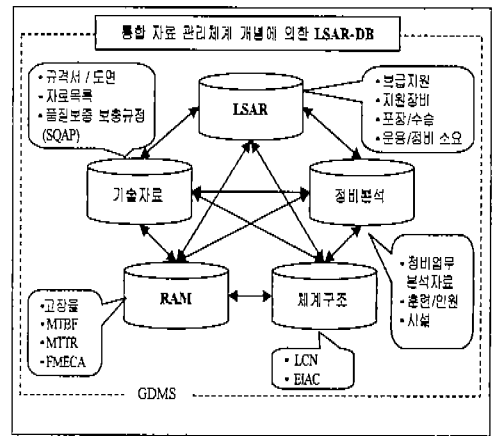 통합 자료 관리체계 개념에 의한 LSAR-DB
• 규격서 / 도면
- 자료목록
• 품질보증 보충규정
(SQAP)
LSAR
• 보급지원
• 지원장비
• 포장/수송
• 운용/정비 소요
기술자료
정비분석
RAM
체계구조
• 고장율
• MTBF
• MTTR
• FMECA
• LCN
• EIAC
• 정비업무
분석자료
• 훈련/인원
• 시설
GDMS